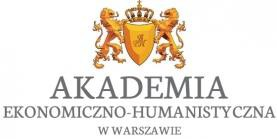 AKADEMIA
EKONOMICZNO-HUMANISTYCZNA
W WARSZAWIE